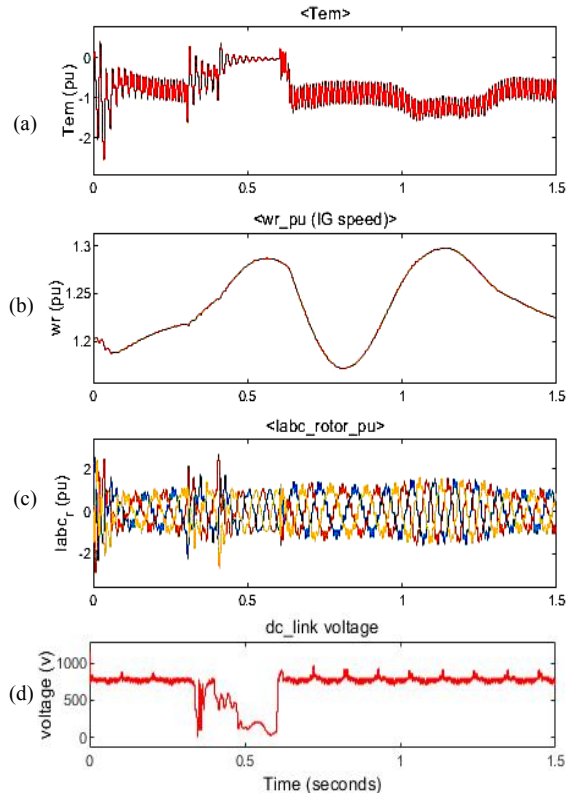 <Tem>
(a)
Tem (pu)
0
-1
-2
0
0.5
1
1.5
<wr_pu (IG speed)>
(b)
wr (pu)
1.3
1.25
1.2
0
0.5
1
1.5
<Iabc_rotor_pu>
(c)
Iabc_r (pu)
2
0
-2
0
0.5
1
1.5
dc_link voltage
(d)
voltage (v)
1000
500
0
0
0.5
1
1.5
Time (seconds)